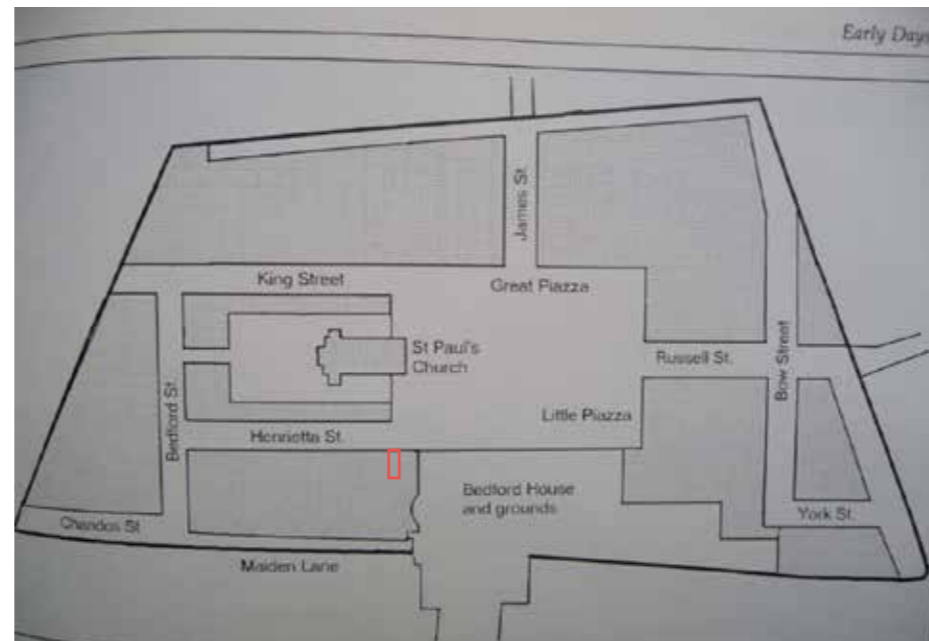 Early Days
James St.
King Street
Great Piazza
St Paul's
Church
Russell St.
Bow Street
Bedford St.
Little Piazza
Henrietta St.
Bedford House
and grounds
Chandos St
York St.
Maiden Lane